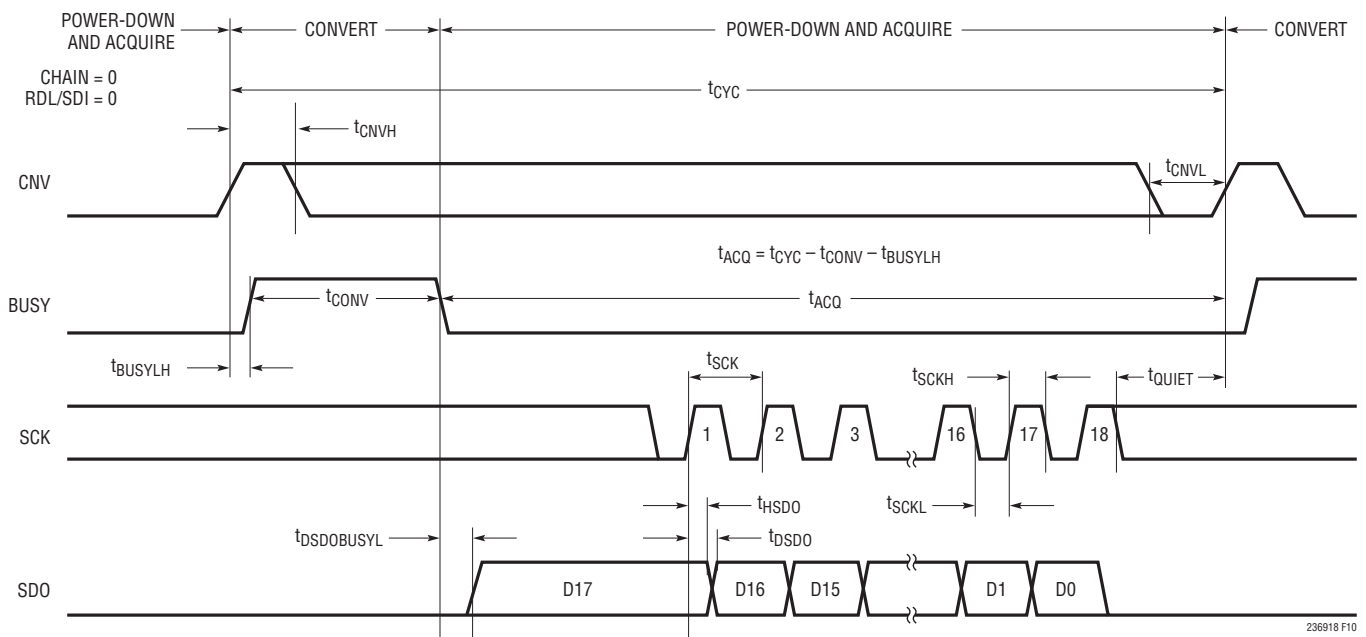 POWER-DOWN
AND ACQUIRE
CONVERT
POWER-DOWN AND ACQUIRE
CONVERT
CHAIN = 0
RDL/SDI = 0
tCYC
tCNVH
CNV
tCNVL
tACQ = tCYC – tCONV – tBUSYLH
BUSY
tCONV
tACQ
tBUSYLH
tSCK
tSCKH
tQUIET
SCK
1
2
3
16
17
18
tHSDO
tSCKL
tDSDOBUSYL
tDSDO
SDO
D17
D16
D15
D1
D0
236918 F10